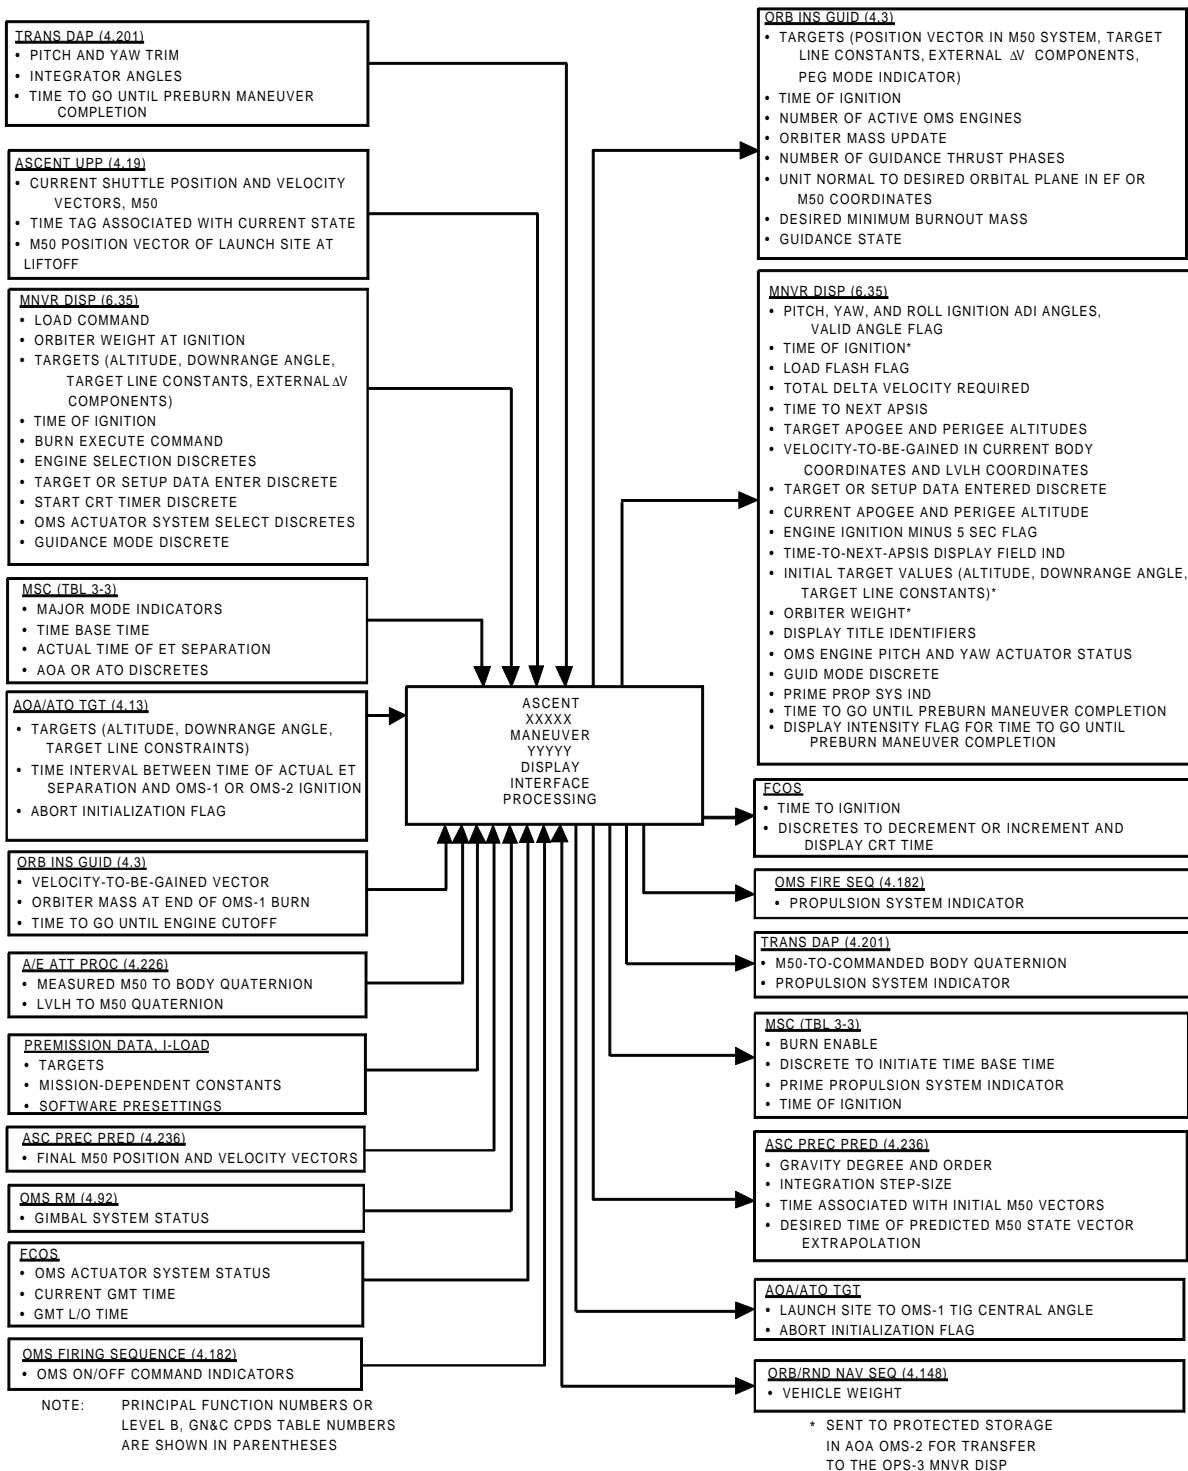 TRANS DAP (4.201)
• PITCH AND YAW TRIM
• INTEGRATOR ANGLES
• TIME TO GO UNTIL PREBURN MANEUVER
COMPLETION
ASCENT UPP (4.19)
• CURRENT SHUTTLE POSITION AND VELOCITY
VECTORS, M50
• TIME TAG ASSOCIATED WITH CURRENT STATE
• M50 POSITION VECTOR OF LAUNCH SITE AT
LIFTOFF
MNVR DISP (6.35)
• LOAD COMMAND
• ORBITER WEIGHT AT IGNITION
• TARGETS (ALTITUDE, DOWNRANGE ANGLE,
TARGET LINE CONSTANTS, EXTERNAL ΔV
COMPONENTS)
• TIME OF IGNITION
• BURN EXECUTE COMMAND
• ENGINE SELECTION DISCRETES
• TARGET OR SETUP DATA ENTER DISCRETE
• START CRT TIMER DISCRETE
• OMS ACTUATOR SYSTEM SELECT DISCRETES
• GUIDANCE MODE DISCRETE
MSC (TBL 3-3)
• MAJOR MODE INDICATORS
• TIME BASE TIME
• ACTUAL TIME OF ET SEPARATION
• AOA OR ATO DISCRETES
AOA/ATO TGT (4.13)
• TARGETS (ALTITUDE, DOWNRANGE ANGLE,
TARGET LINE CONSTRAINTS)
• TIME INTERVAL BETWEEN TIME OF ACTUAL ET
SEPARATION AND OMS-1 OR OMS-2 IGNITION
• ABORT INITIALIZATION FLAG
ORB INS GUID (4.3)
• VELOCITY-TO-BE-GAINED VECTOR
• ORBITER MASS AT END OF OMS-1 BURN
• TIME TO GO UNTIL ENGINE CUTOFF
A/E ATT PROC (4.226)
• MEASURED M50 TO BODY QUATERNION
• LVLH TO M50 QUATERNION
PREMISSION DATA, I-LOAD
• TARGETS
• MISSION-DEPENDENT CONSTANTS
• SOFTWARE PRESETTINGS
ASC PREC PRED (4.236)
• FINAL M50 POSITION AND VELOCITY VECTORS
OMS RM (4.92)
• GIMBAL SYSTEM STATUS
FCOS
• OMS ACTUATOR SYSTEM STATUS
• CURRENT GMT TIME
• GMT L/O TIME
OMS FIRING SEQUENCE (4.182)
• OMS ON/OFF COMMAND INDICATORS
NOTE: PRINCIPAL FUNCTION NUMBERS OR
LEVEL B, GN&C CPDS TABLE NUMBERS
ARE SHOWN IN PARENTHESES
ASCENT
XXXXX
MANEUVER
YYYYY
DISPLAY
INTERFACE
PROCESSING
ORB INS GUID (4.3)
• TARGETS (POSITION VECTOR IN M50 SYSTEM, TARGET
LINE CONSTANTS, EXTERNAL ΔV COMPONENTS,
PEG MODE INDICATOR)
• TIME OF IGNITION
• NUMBER OF ACTIVE OMS ENGINES
• ORBITER MASS UPDATE
• NUMBER OF GUIDANCE THRUST PHASES
• UNIT NORMAL TO DESIRED ORBITAL PLANE IN EF OR
M50 COORDINATES
• DESIRED MINIMUM BURNOUT MASS
• GUIDANCE STATE
MNVR DISP (6.35)
• PITCH, YAW, AND ROLL IGNITION ADI ANGLES,
VALID ANGLE FLAG
• TIME OF IGNITION*
• LOAD FLASH FLAG
• TOTAL DELTA VELOCITY REQUIRED
• TIME TO NEXT APSIS
• TARGET APOGEE AND PERIGEE ALTITUDES
• VELOCITY-TO-BE-GAINED IN CURRENT BODY
COORDINATES AND LVLH COORDINATES
• TARGET OR SETUP DATA ENTERED DISCRETE
• CURRENT APOGEE AND PERIGEE ALTITUDE
• ENGINE IGNITION MINUS 5 SEC FLAG
• TIME-TO-NEXT-APSIS DISPLAY FIELD IND
• INITIAL TARGET VALUES (ALTITUDE, DOWNRANGE ANGLE,
TARGET LINE CONSTANTS)*
• ORBITER WEIGHT*
• DISPLAY TITLE IDENTIFIERS
• OMS ENGINE PITCH AND YAW ACTUATOR STATUS
• GUID MODE DISCRETE
• PRIME PROP SYS IND
• TIME TO GO UNTIL PREBURN MANEUVER COMPLETION
• DISPLAY INTENSITY FLAG FOR TIME TO GO UNTIL
PREBURN MANEUVER COMPLETION
FCOS
• TIME TO IGNITION
• DISCRETES TO DECREMENT OR INCREMENT AND
DISPLAY CRT TIME
OMS FIRE SEQ (4.182)
• PROPULSION SYSTEM INDICATOR
TRANS DAP (4.201)
• M50-TO-COMMANDED BODY QUATERNION
• PROPULSION SYSTEM INDICATOR
MSC (TBL 3-3)
• BURN ENABLE
• DISCRETE TO INITIATE TIME BASE TIME
• PRIME PROPULSION SYSTEM INDICATOR
• TIME OF IGNITION
ASC PREC PRED (4.236)
• GRAVITY DEGREE AND ORDER
• INTEGRATION STEP-SIZE
• TIME ASSOCIATED WITH INITIAL M50 VECTORS
• DESIRED TIME OF PREDICTED M50 STATE VECTOR
EXTRAPOLATION
AOA/ATO TGT
• LAUNCH SITE TO OMS-1 TIG CENTRAL ANGLE
• ABORT INITIALIZATION FLAG
ORB/RND NAV SEQ (4.148)
• VEHICLE WEIGHT
* SENT TO PROTECTED STORAGE
IN AOA OMS-2 FOR TRANSFER
TO THE OPS-3 MNVR DISP